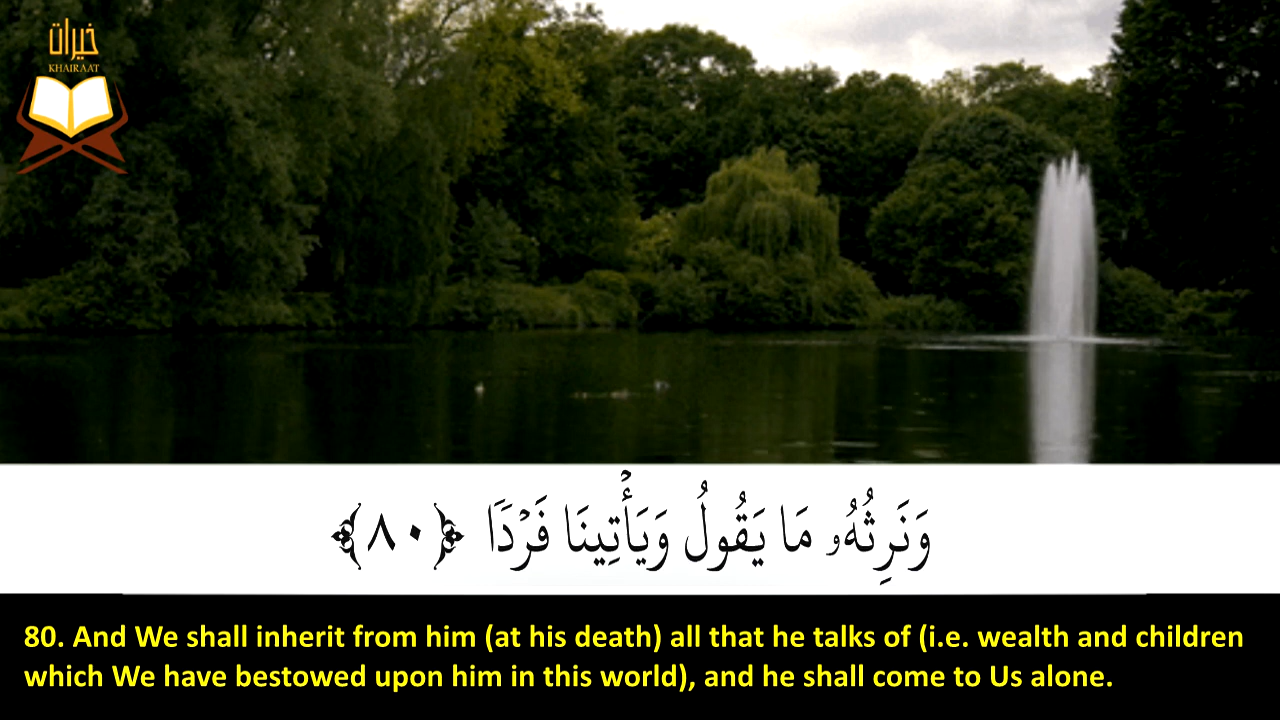 خيرات
KHAIRAAT
وَنَرِثُهُۥ مَا يَقُولُ وَيَأْتِينَا فَرْدًا ﴿٨٠﴾
80. And We shall inherit from him (at his death) all that he talks of (i.e. wealth and children
which We have bestowed upon him in this world), and he shall come to Us alone.